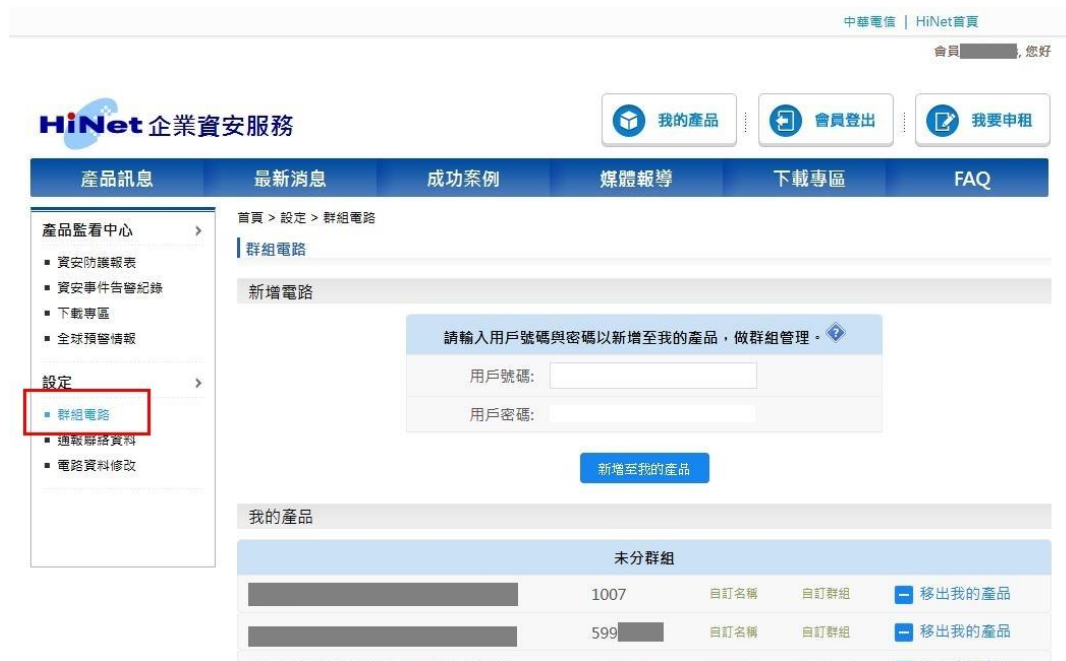 中華電信 | HiNet首頁
會員 , 您好
HiNet 企業資安服務
我的產品
會員登出
我要申租
產品訊息 最新消息 成功案例 媒體報導 下載專區 FAQ
產品監看中心 >
資安防護報表
資安事件告警紀錄
下載專區
全球預警情報
設定 >
群組電路
通報聯絡資料
電路資料修改
首頁 > 設定 > 群組電路
群組電路
新增電路
請輸入用戶號碼與密碼以新增至我的產品，做群組管理。
用戶號碼:
用戶密碼:
新增至我的產品
我的產品
未分群組
1007 自訂名稱 自訂群組 移出我的產品
599 自訂名稱 自訂群組 移出我的產品